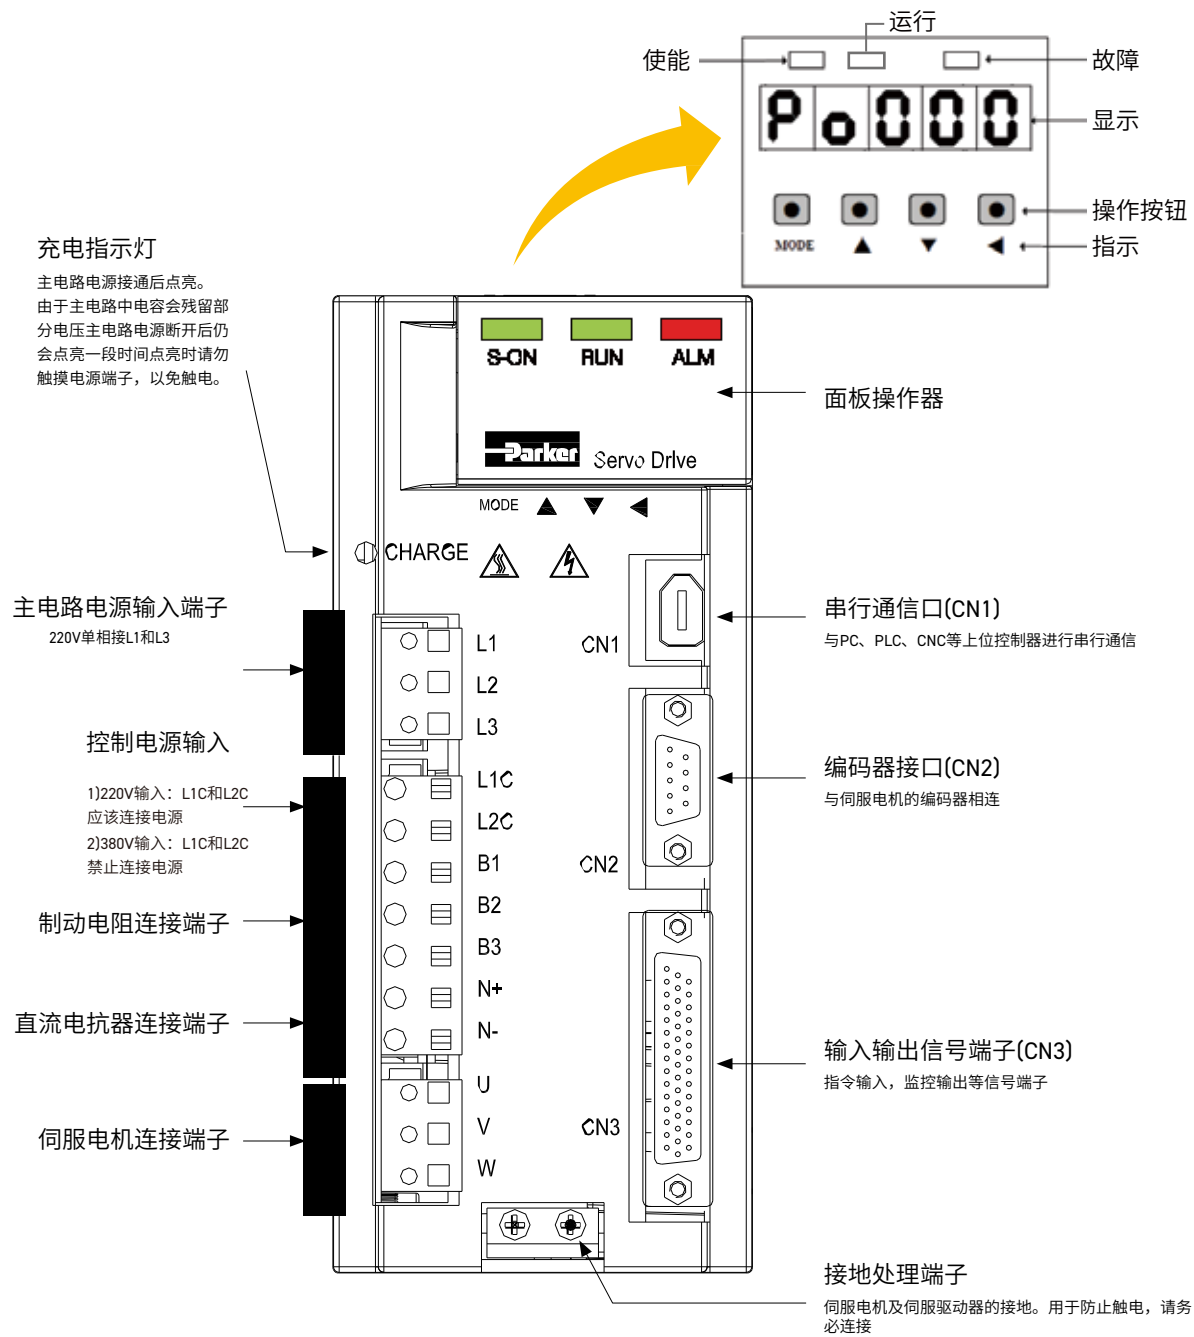 运行
使能
故障
P.000
显示
操作按钮
MODE
指示
充电指示灯
主电路电源接通后点亮。
由于主电路中电容会残留部
分电压主电路电源断开后仍
会点亮一段时间点亮时请勿
触摸电源端子，以免触电。
S-ON RUN ALM
面板操作器
Parker Servo Drive
MODE
CHARGE
主电路电源输入端子
220V单相接L1和L3
L1
L2
L3
CN1
串行通信口(CN1)
与PC、PLC、CNC等上位控制器进行串行通信
控制电源输入
1)220V输入：L1C和L2C
应该连接电源
2)380V输入：L1C和L2C
禁止连接电源
L1C
L2C
B1
B2
B3
N+
N-
CN2
编码器接口(CN2)
与伺服电机的编码器相连
制动电阻连接端子
直流电抗器连接端子
伺服电机连接端子
U
V
W
CN3
输入输出信号端子(CN3)
指令输入，监控输出等信号端子
接地处理端子
伺服电机及伺服驱动器的接地。用于防止触电，请务
必连接